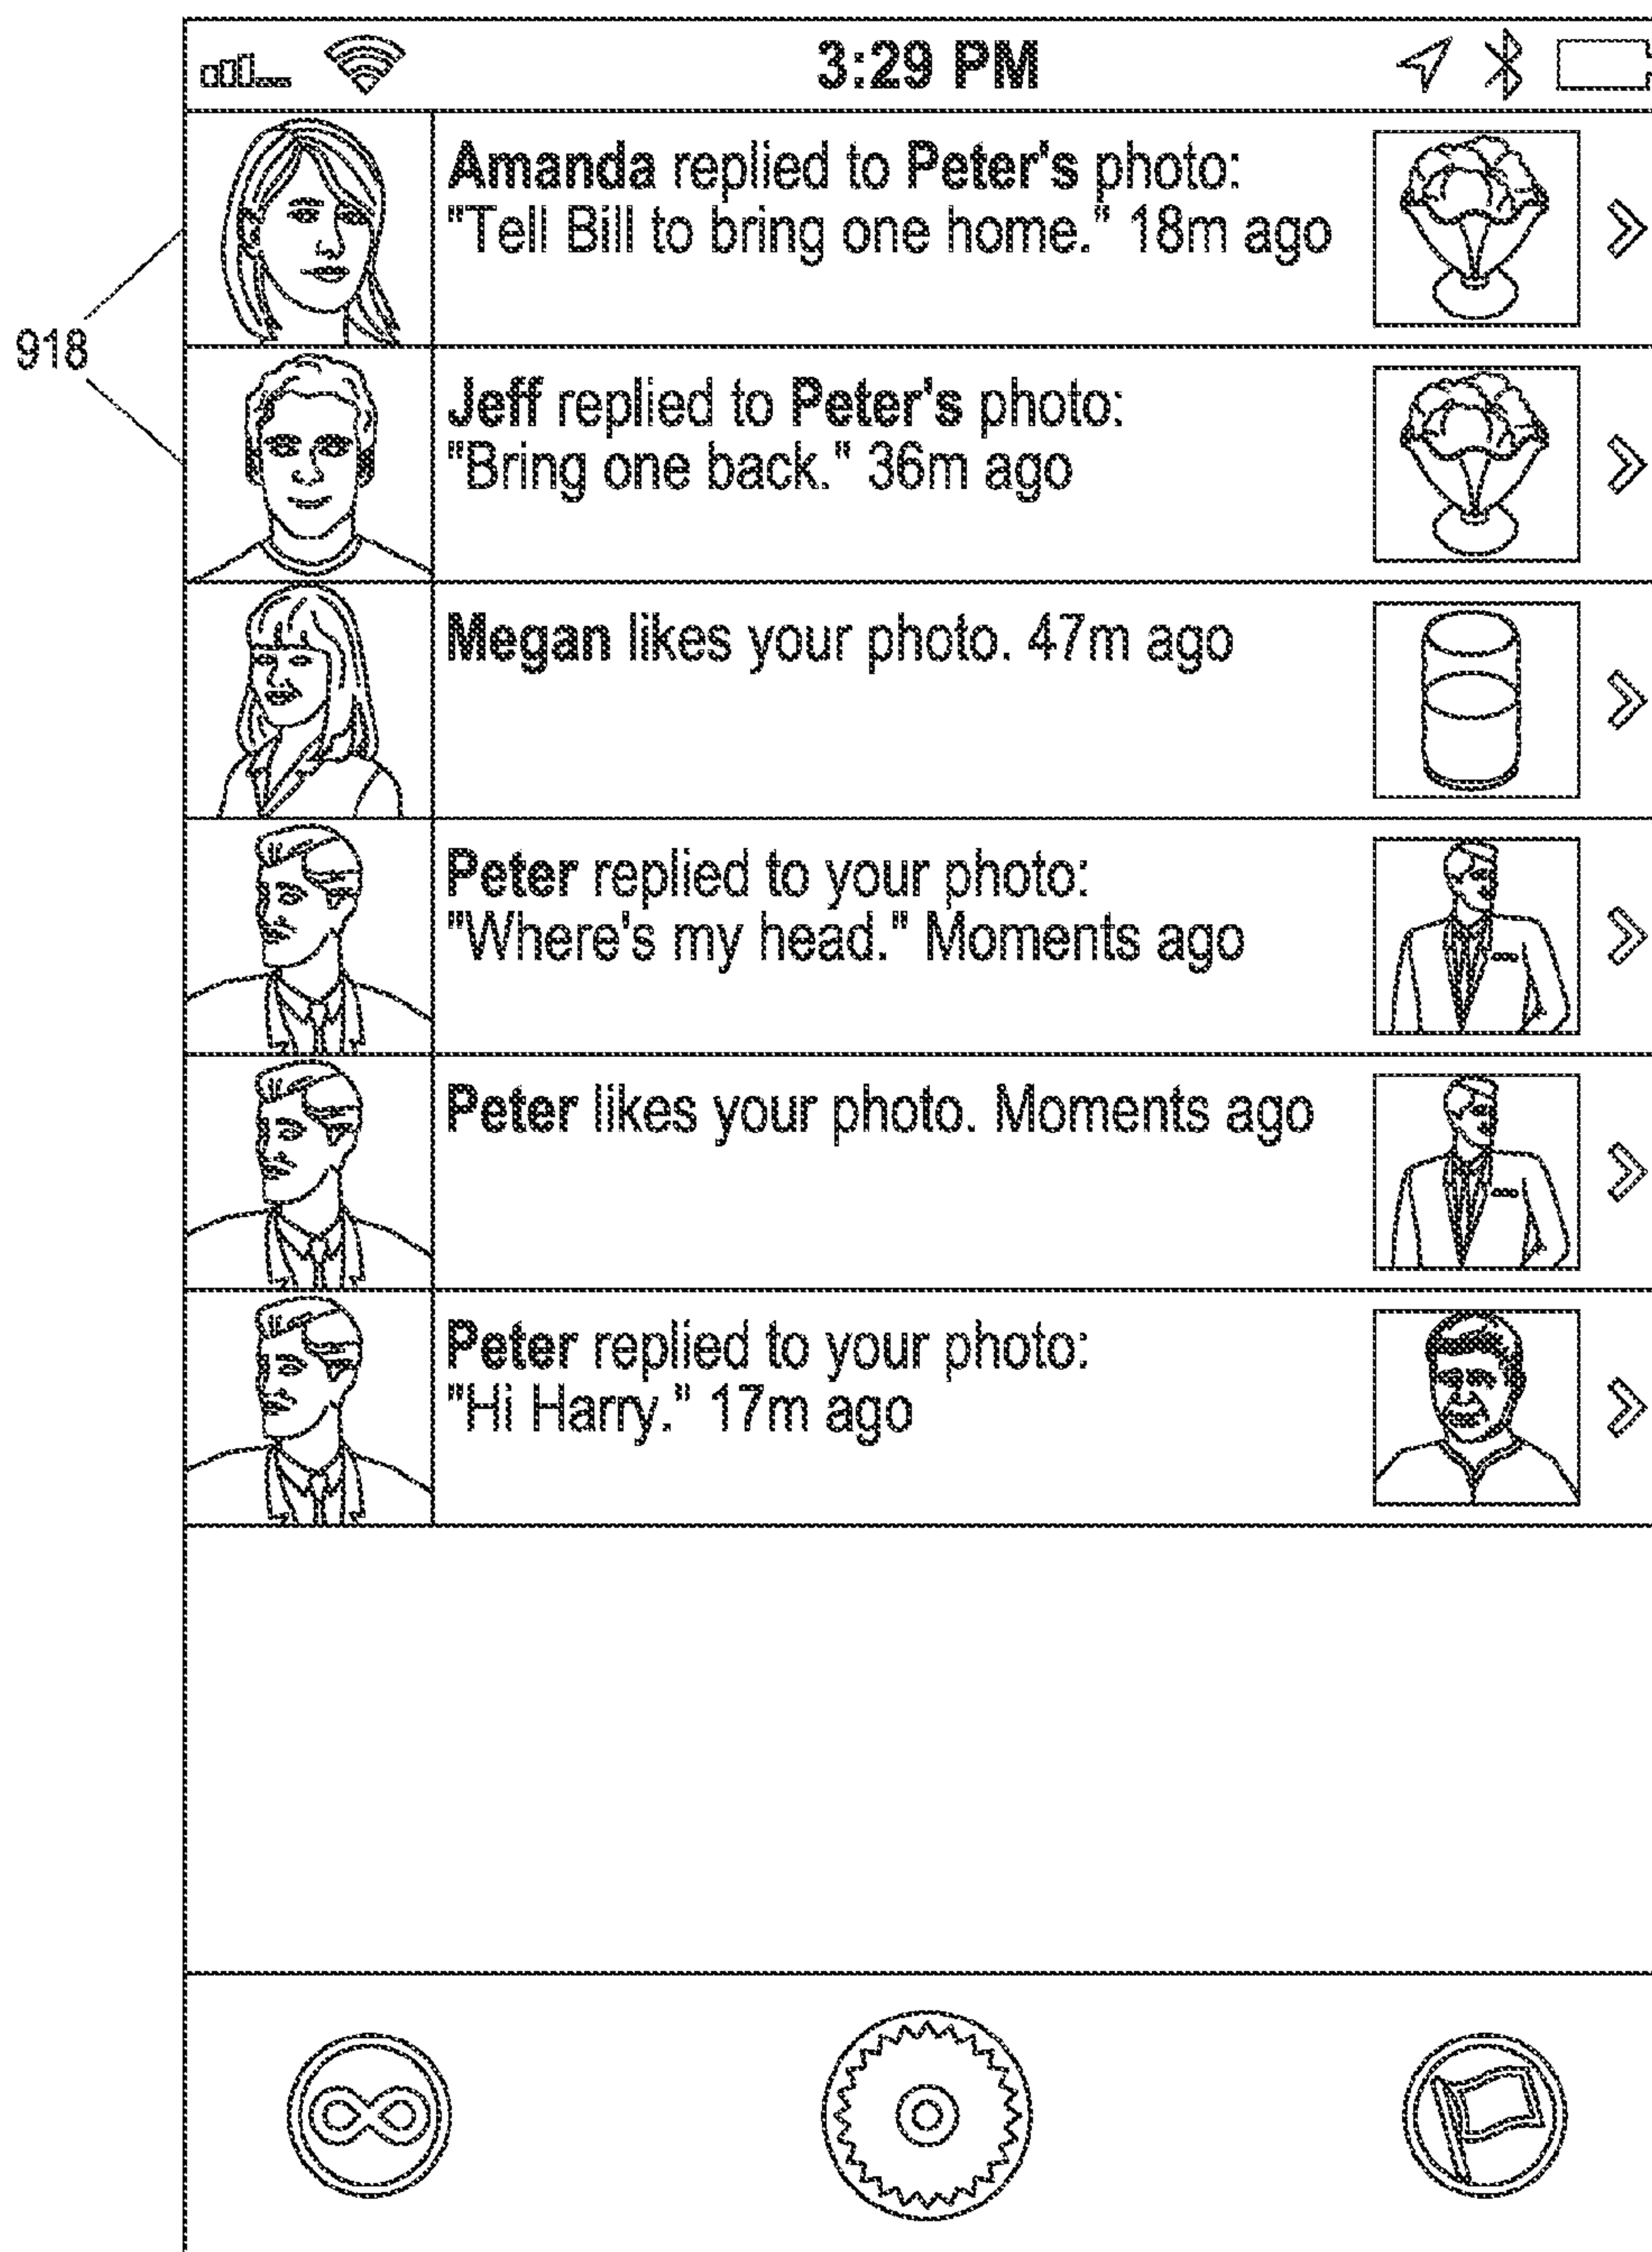 3:29 PM
Amanda replied to Peter's photo:
"Tell Bill to bring one home." 18m ago
918
Jeff replied to Peter's photo:
"Bring one back." 36m ago
Megan likes your photo. 47m ago
Peter replied to your photo:
"Where's my head." Moments ago
Peter likes your photo. Moments ago
Peter replied to your photo:
"Hi Harry." 17m ago